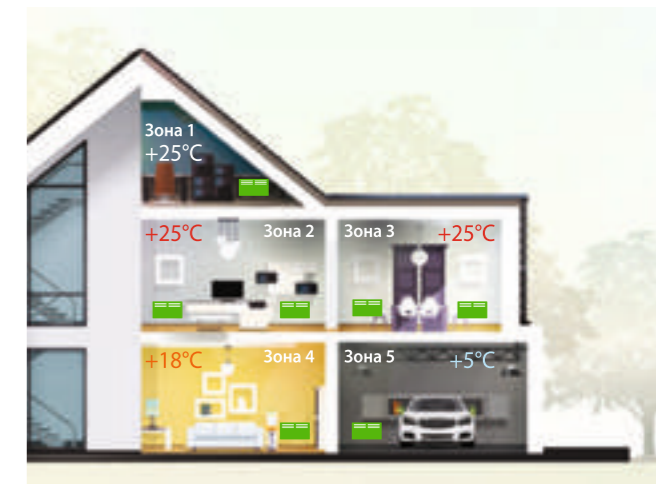 Зона 1
+25°C
+25°C Зона 2
Зона 3 +25°C
+18°C Зона 4
Зона 5 +5°C